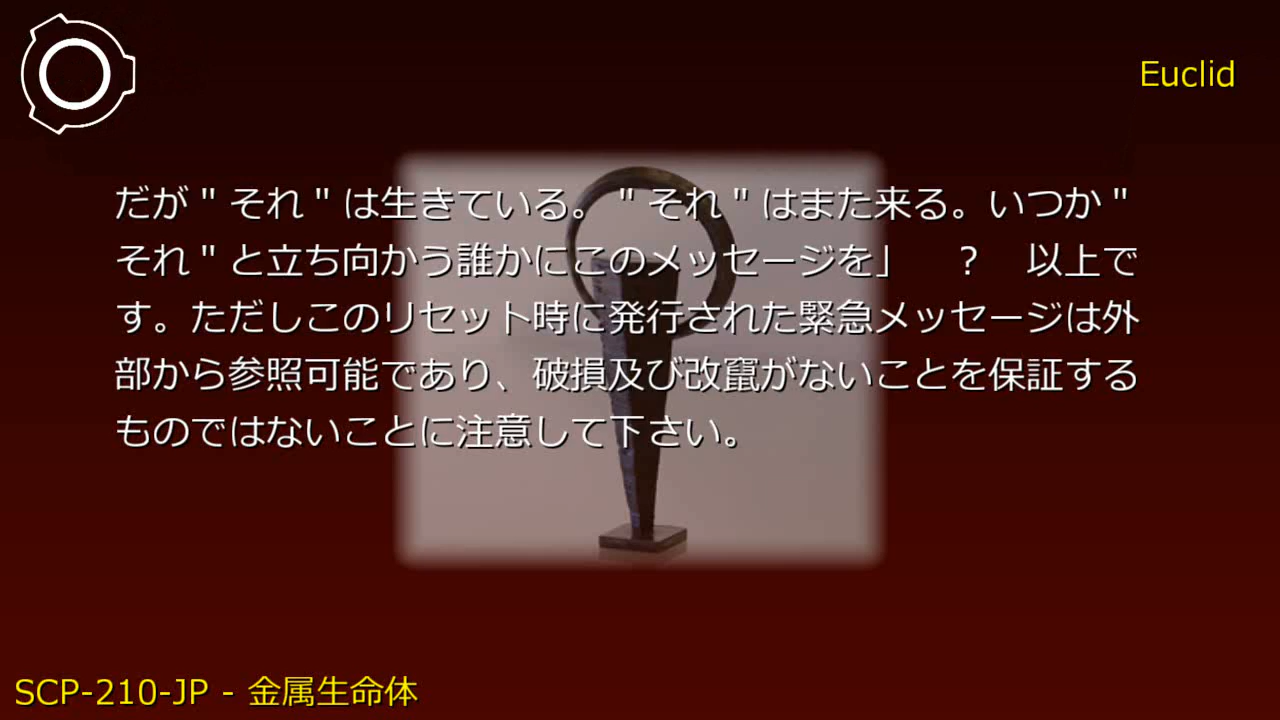 Euclid
だが＂それ＂は生きている。＂それ＂はまた来る。いつか＂
それ＂と立ち向かう誰かにこのメッセージを」　？　以上で
す。ただしこのリセット時に発行された緊急メッセージは外
部から参照可能であり、破損及び改竄がないことを保証する
ものではないことに注意して下さい。
SCP-210-JP - 金属生命体